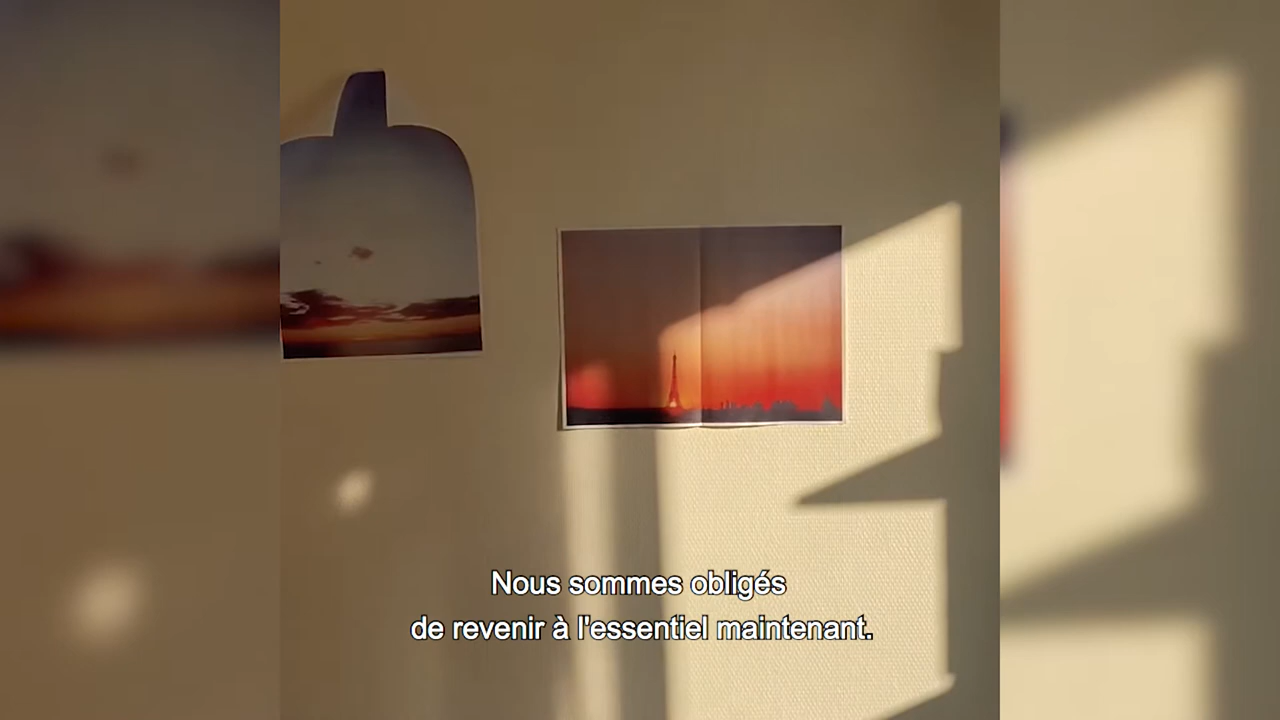 Nous sommes obligés
de revenir à l'essentiel maintenant.